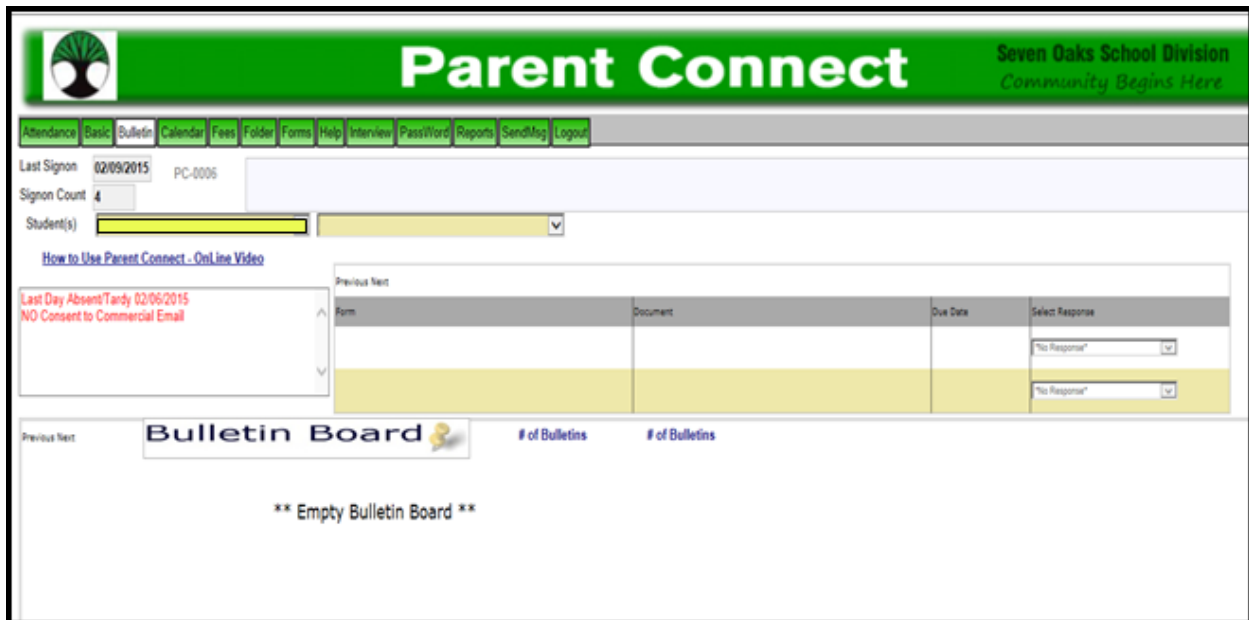 Parent Connect
Seven Oaks School Division
Community Begins Here
Attendance Basic Bulletin Calendar Fees Folder Forms Help Interview PassWord Reports SendMsg Logout
Last Signon 02/09/2015 PC-0006
Signon Count 4
Student(s)
How to Use Parent Connect - OnLine Video
Last Day Absent/Tardy 02/06/2015
NO Consent to Commercial Email
Previous Next
Form Document Due Date Select Response
*No Response*
*No Response*
Previous Next Bulletin Board # of Bulletins # of Bulletins
** Empty Bulletin Board **